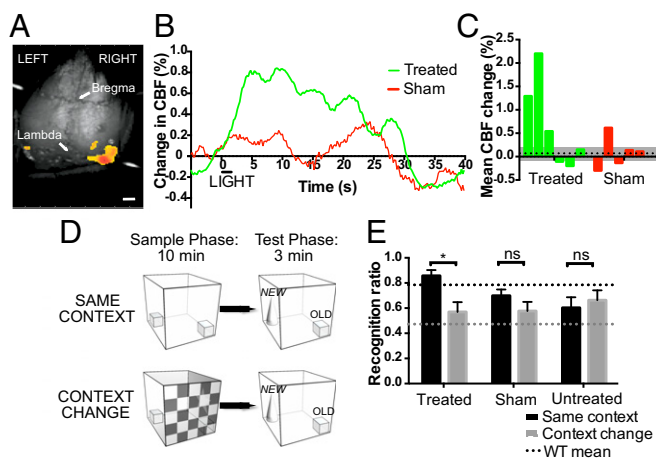 A
LEFT RIGHT
Bregma
Lambda
B
Change in CBF (%)
1.0
0.8
0.6
0.4
0.2
0
-0.2
-0.4
Treated
Sham
LIGHT
5 10 15 20 25 30 35 40
Time (s)
C
Mean CBF change (%)
2.5
2.0
1.5
1.0
0.5
0.0
-0.5
Treated Sham
D
Sample Phase: 10 min
Test Phase: 3 min
SAME CONTEXT
NEW
OLD
CONTEXT CHANGE
NEW
OLD
E
Recognition ratio
1.0
0.8
0.6
0.4
0.2
0.0
* ns ns
Treated Sham Untreated
Same context
Context change
WT mean